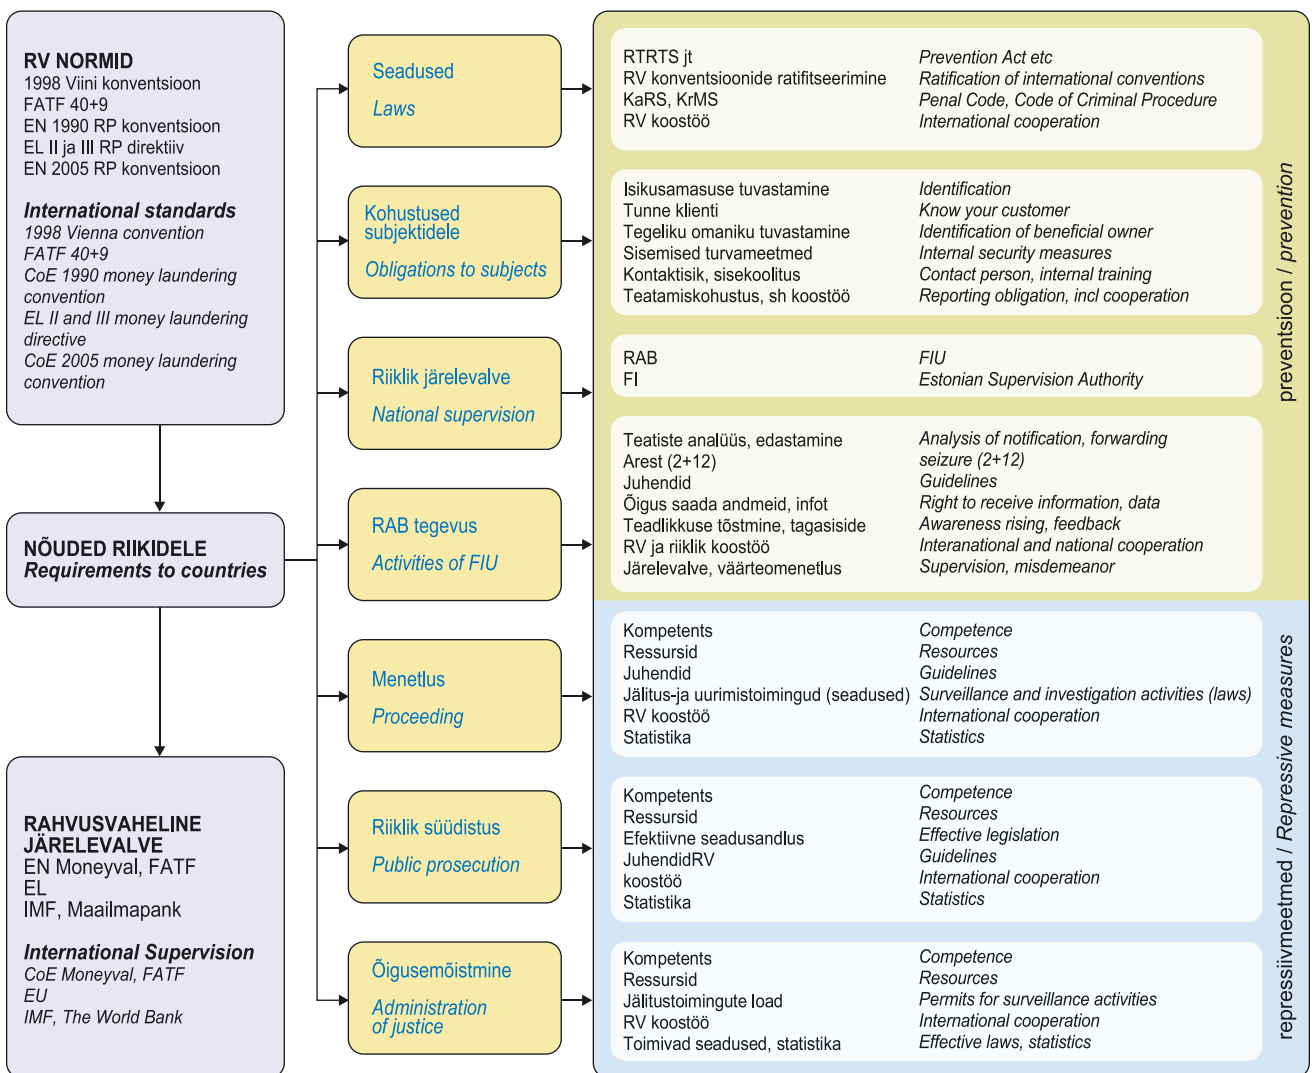 RV NORMID
1998 Viini konventsioon
FATF 40+9
EN 1990 RP konventsioon
EL II ja III RP direktiiv
EN 2005 RP konventsioon
International standards
1998 Vienna convention
FATF 40+9
CoE 1990 money laundering
convention
EL II and III money laundering
directive
CoE 2005 money laundering
convention
NÕUDED RIIKIDELE
Requirements to countries
RAHVUSVAHELINE
JÄRELEVALVE
EN Moneyval, FATF
EL
IMF, Maailmapank
International Supervision
CoE Moneyval, FATF
EU
IMF, The World Bank
Seadused
Laws
Kohustused
subjektidele
Obligations to subjects
Riiklik järelevalve
National supervision
RAB tegevus
Activities of FIU
Menetlus
Proceeding
Riiklik süüdistus
Public prosecution
Õigusemõistmine
Administration
of justice
RTRTS jt Prevention Act etc
RV konventsioonide ratifitseerimine Ratification of international conventions
KaRS, KrMS Penal Code, Code of Criminal Procedure
RV koostöö International cooperation
Isikusamasuse tuvastamine Identification
Tunne klienti Know your customer
Tegeliku omaniku tuvastamine Identification of beneficial owner
Sisemised turvameetmed Internal security measures
Kontaktisik, sisekoolitus Contact person, internal training
Teatamiskohustus, sh koostöö Reporting obligation, incl cooperation
RAB FIU
FI Estonian Supervision Authority
Teatiste analüüs, edastamine Analysis of notification, forwarding
Arest (2+12) seizure (2+12)
Juhendid Guidelines
Õigus saada andmeid, infot Right to receive information, data
Teadlikkuse tõstmine, tagasiside Awareness rising, feedback
RV ja riiklik koostöö Interanational and national cooperation
Järelevalve, väärteomenetlus Supervision, misdemeanor
Kompetents Competence
Ressursid Resources
Juhendid Guidelines
Jälitus-ja uurimistoimingud (seadused) Surveillance and investigation activities (laws)
RV koostöö International cooperation
Statistika Statistics
Kompetents Competence
Ressursid Resources
Efektiivne seadusandlus Effective legislation
JuhendidRV Guidelines
koostöö International cooperation
Statistika Statistics
Kompetents Competence
Ressursid Resources
Jälitustoimingute load Permits for surveillance activities
RV koostöö International cooperation
Toimivad seadused, statistika Effective laws, statistics
preventsioon / prevention
repressiivmeetmed / Repressive measures